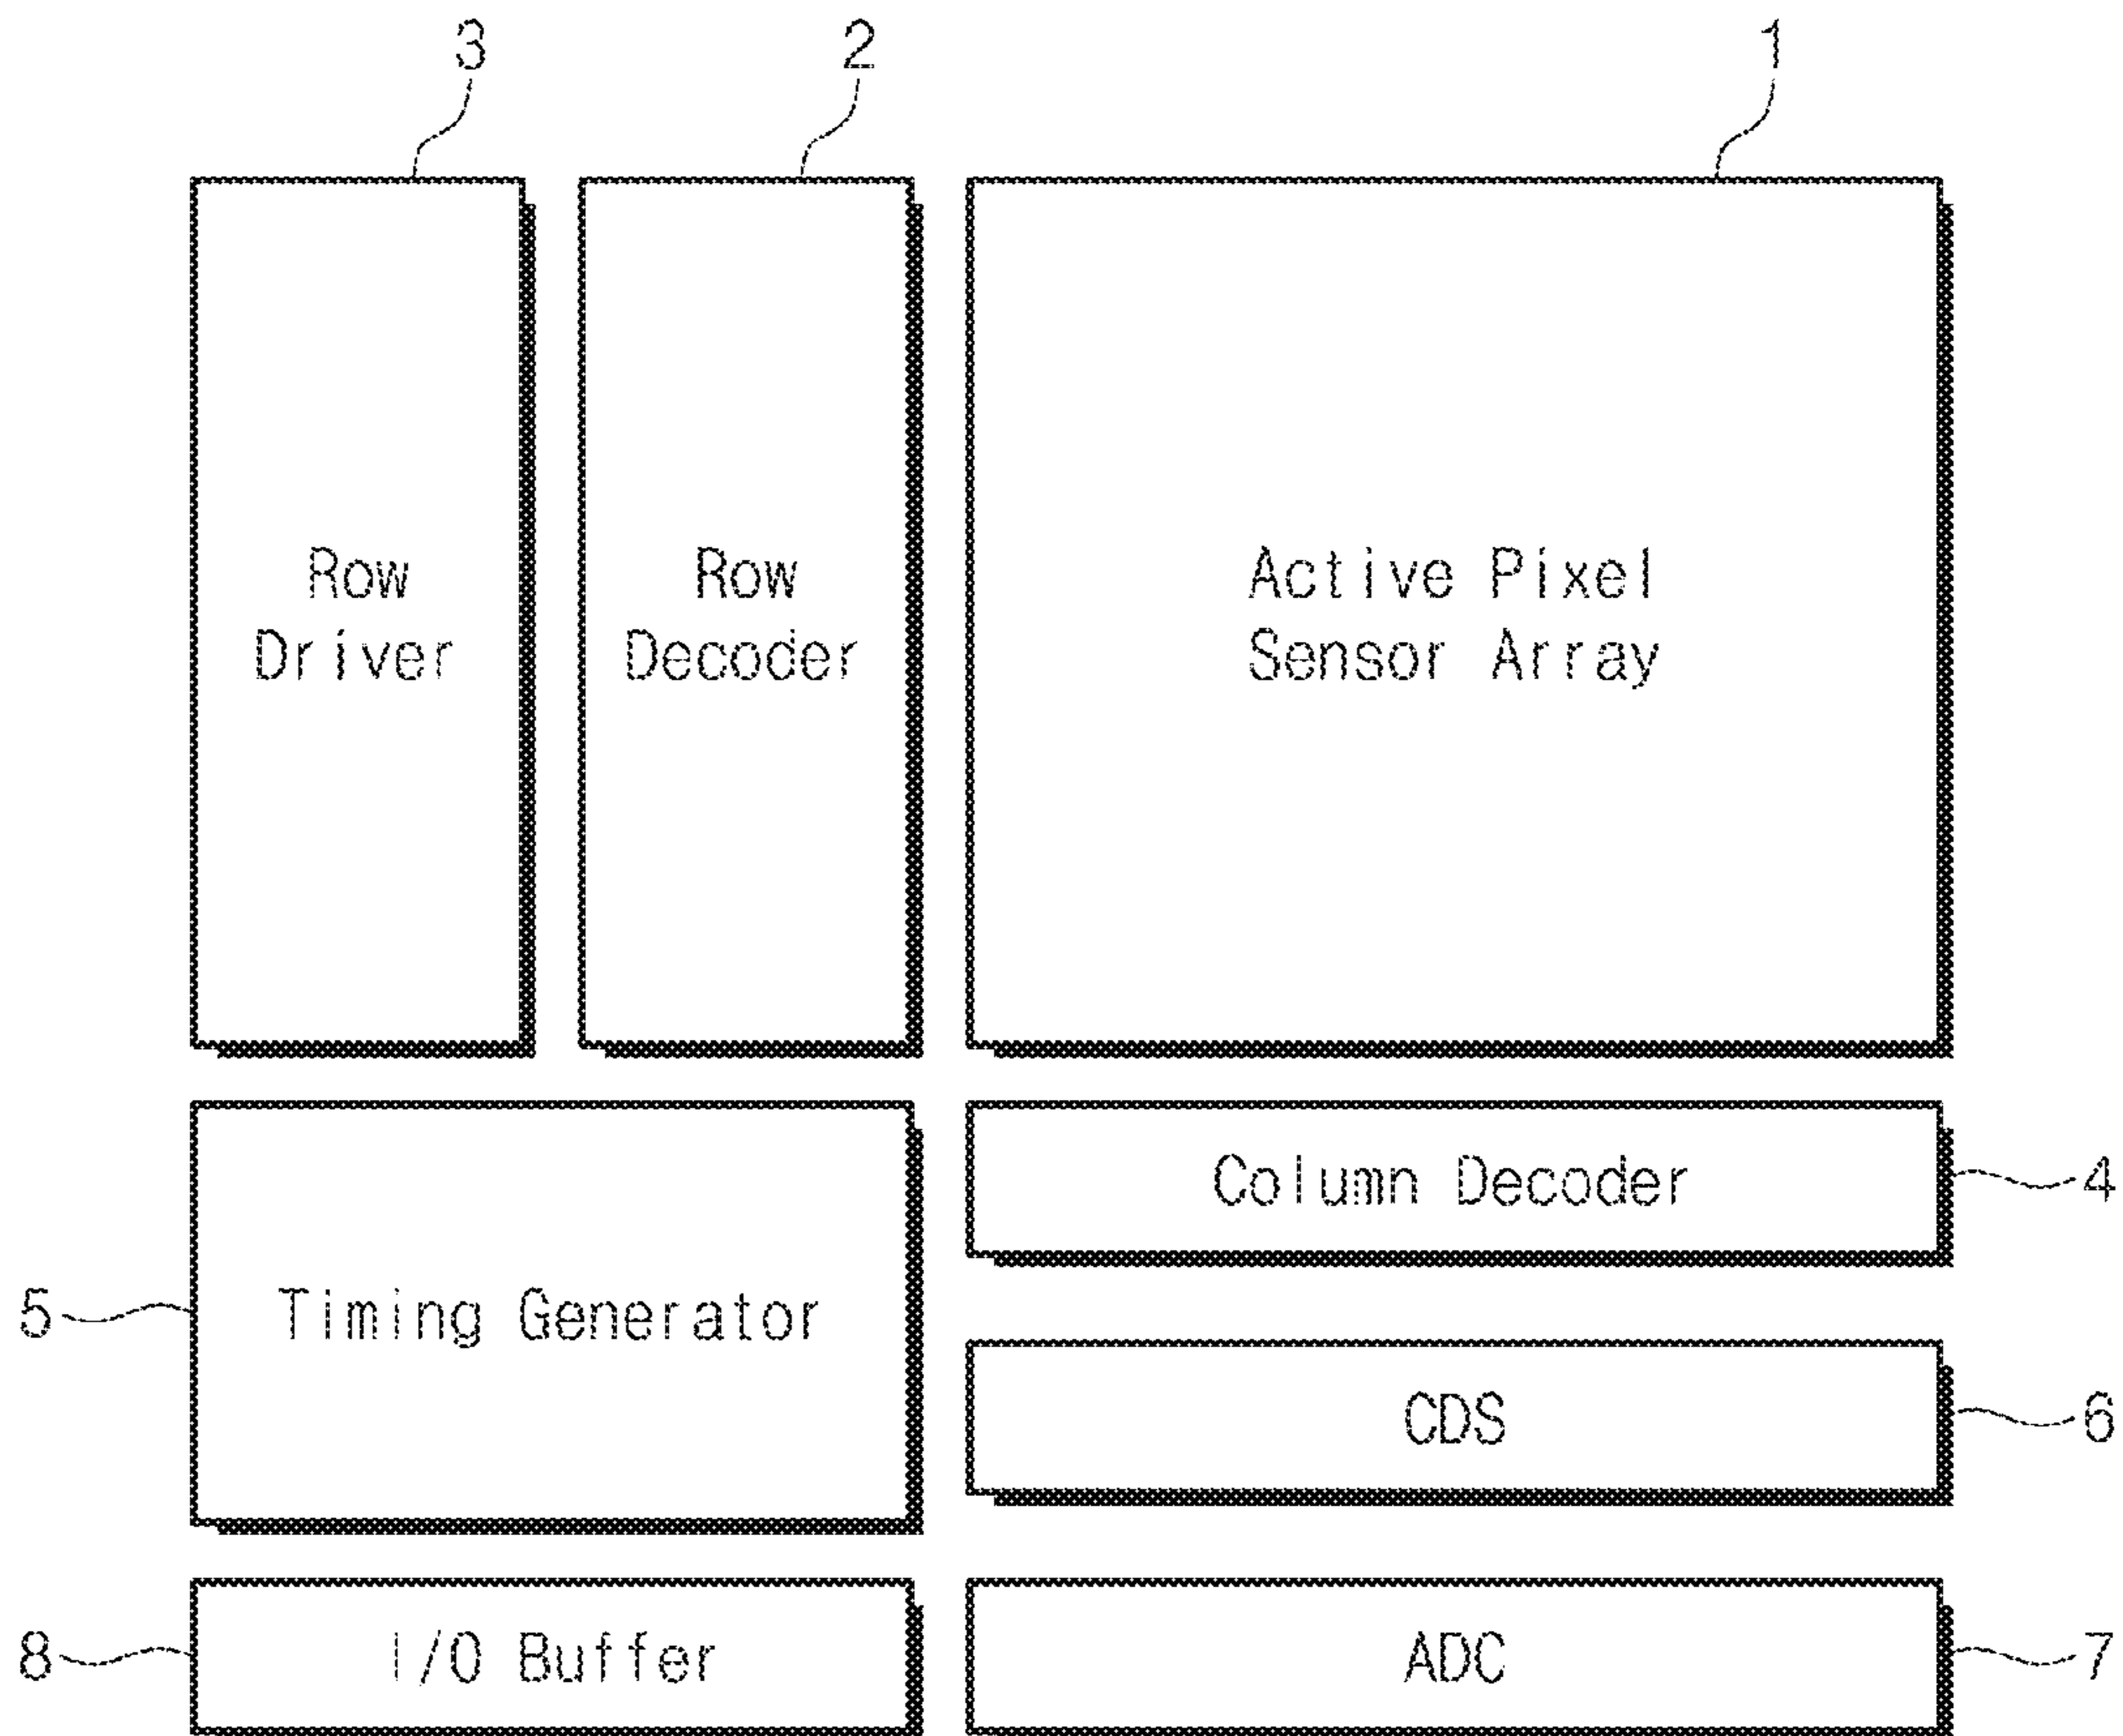 3
2
1
Row
Driver
Row
Decoder
Active Pixel
Sensor Array
Column Decoder
4
5
Timing Generator
CDS
6
8
I/O Buffer
ADC
7